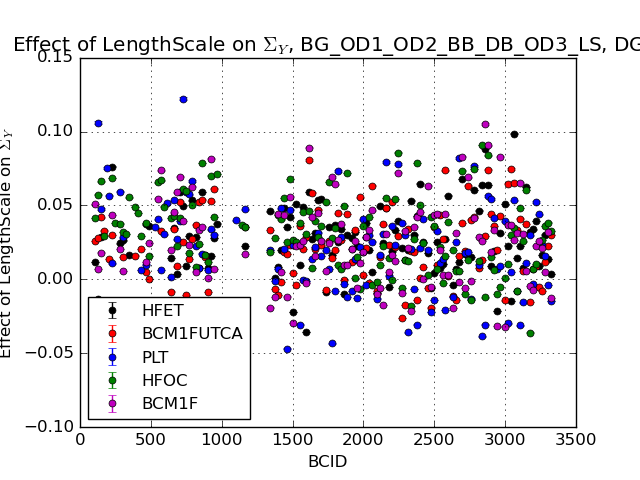 Effect of LengthScale on Σ_Y, BG_OD1_OD2_BB_DB_OD3_LS, DG
Effect of LengthScale on Σ_Y
0.15
0.10
0.05
0.00
−0.05
−0.10
HFET
BCM1FUTCA
PLT
HFOC
BCM1F
0 500 1000 1500 2000 2500 3000 3500
BCID